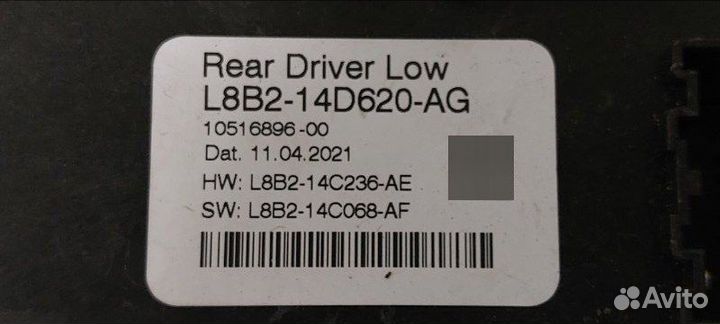 Rear Driver Low
L8B2-14D620-AG
10516896-00
Dat. 11.04.2021
HW: L8B2-14C236-AE
SW: L8B2-14C068-AF
Avito